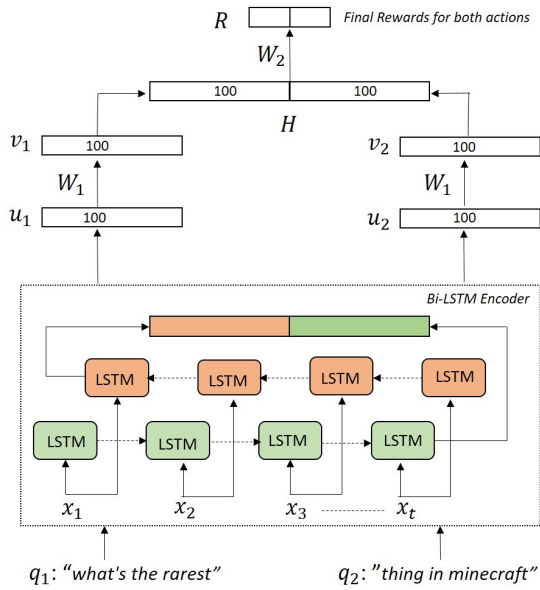 R Final Rewards for both actions
W₂
100 100
H
v₁ 100 v₂ 100
W₁ W₁
u₁ 100 u₂ 100
Bi-LSTM Encoder
LSTM LSTM LSTM LSTM
LSTM LSTM LSTM LSTM
x₁ x₂ x₃ xₜ
q₁: “what's the rarest” q₂: ”thing in minecraft”